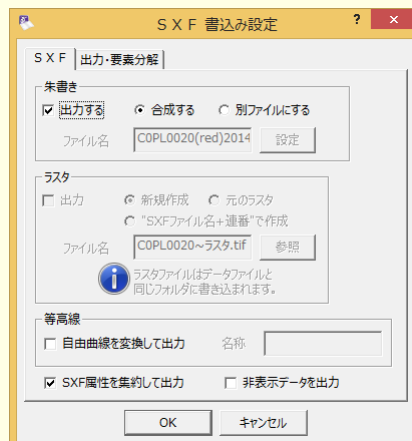 SXF 書込み設定 ? ×
SXF 出力・要素分解
朱書き
出力する 合成する 別ファイルにする
ファイル名 C0PL0020(red)2014 設定
ラスタ
出力 新規作成 元のラスタ
"SXFファイル名+連番"で作成
ファイル名 C0PL0020~ラスタ.tif 参照
ラスタファイルはデータファイルと
同じフォルダに書き込まれます。
等高線
自由曲線を変換して出力 名称
SXF属性を集約して出力 非表示データを出力
OK キャンセル